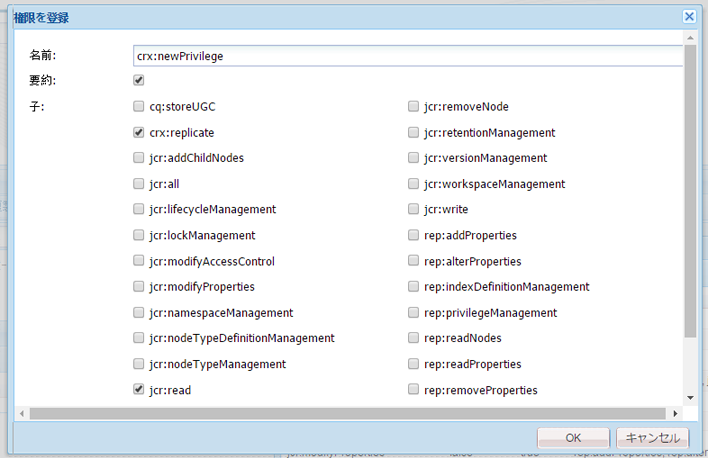 権限を登録
名前: crx:newPrivilege
要約:
子: cq:storeUGC jcr:removeNode
crx:replicate jcr:retentionManagement
jcr:addChildNodes jcr:versionManagement
jcr:all jcr:workspaceManagement
jcr:lifecycleManagement jcr:write
jcr:lockManagement rep:addProperties
jcr:modifyAccessControl rep:alterProperties
jcr:modifyProperties rep:indexDefinitionManagement
jcr:namespaceManagement rep:privilegeManagement
jcr:nodeTypeDefinitionManagement rep:readNodes
jcr:nodeTypeManagement rep:readProperties
jcr:read rep:removeProperties
OK キャンセル